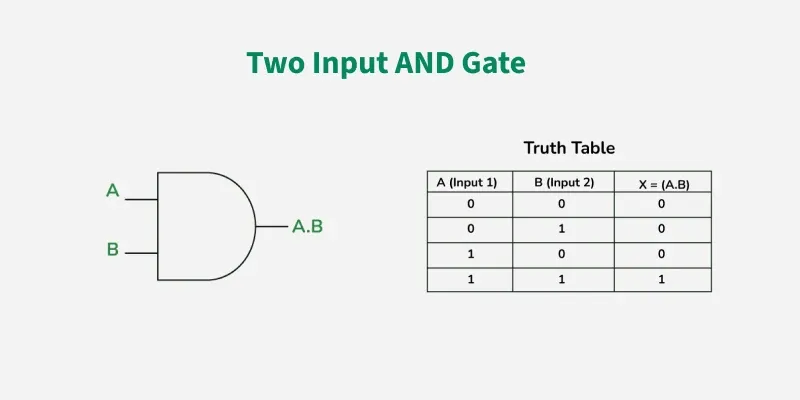 Two Input AND Gate
A
B
A.B
Truth Table
A (Input 1) B (Input 2) X = (A.B)
0 0 0
0 1 0
1 0 0
1 1 1